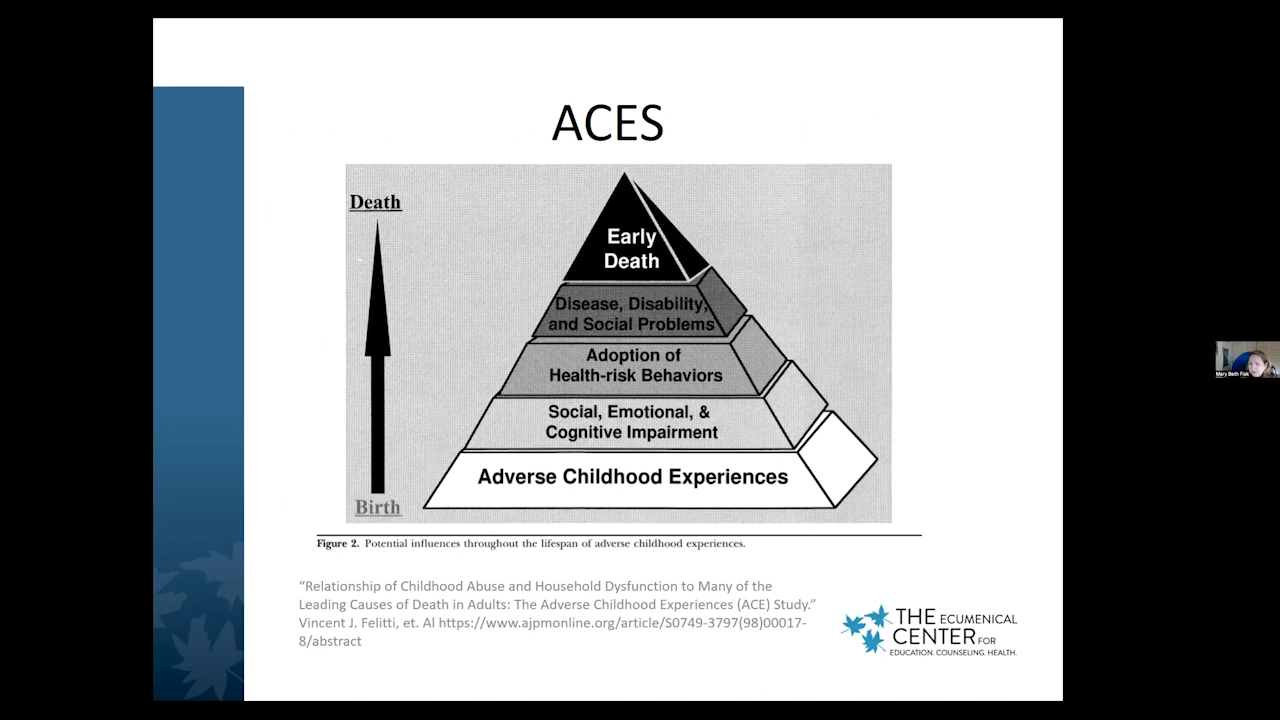 ACES
Death
Early
Death
Disease, Disability,
and Social Problems
Adoption of
Health-risk Behaviors
Social, Emotional, &
Cognitive Impairment
Adverse Childhood Experiences
Birth
Figure 2. Potential influences throughout the lifespan of adverse childhood experiences.
“Relationship of Childhood Abuse and Household Dysfunction to Many of the
Leading Causes of Death in Adults: The Adverse Childhood Experiences (ACE) Study.”
Vincent J. Felitti, et. Al https://www.ajpmonline.org/article/S0749-3797(98)00017-
8/abstract
THE ECUMENICAL
CENTER FOR
EDUCATION. COUNSELING. HEALTH.
Mary Beth Fisk